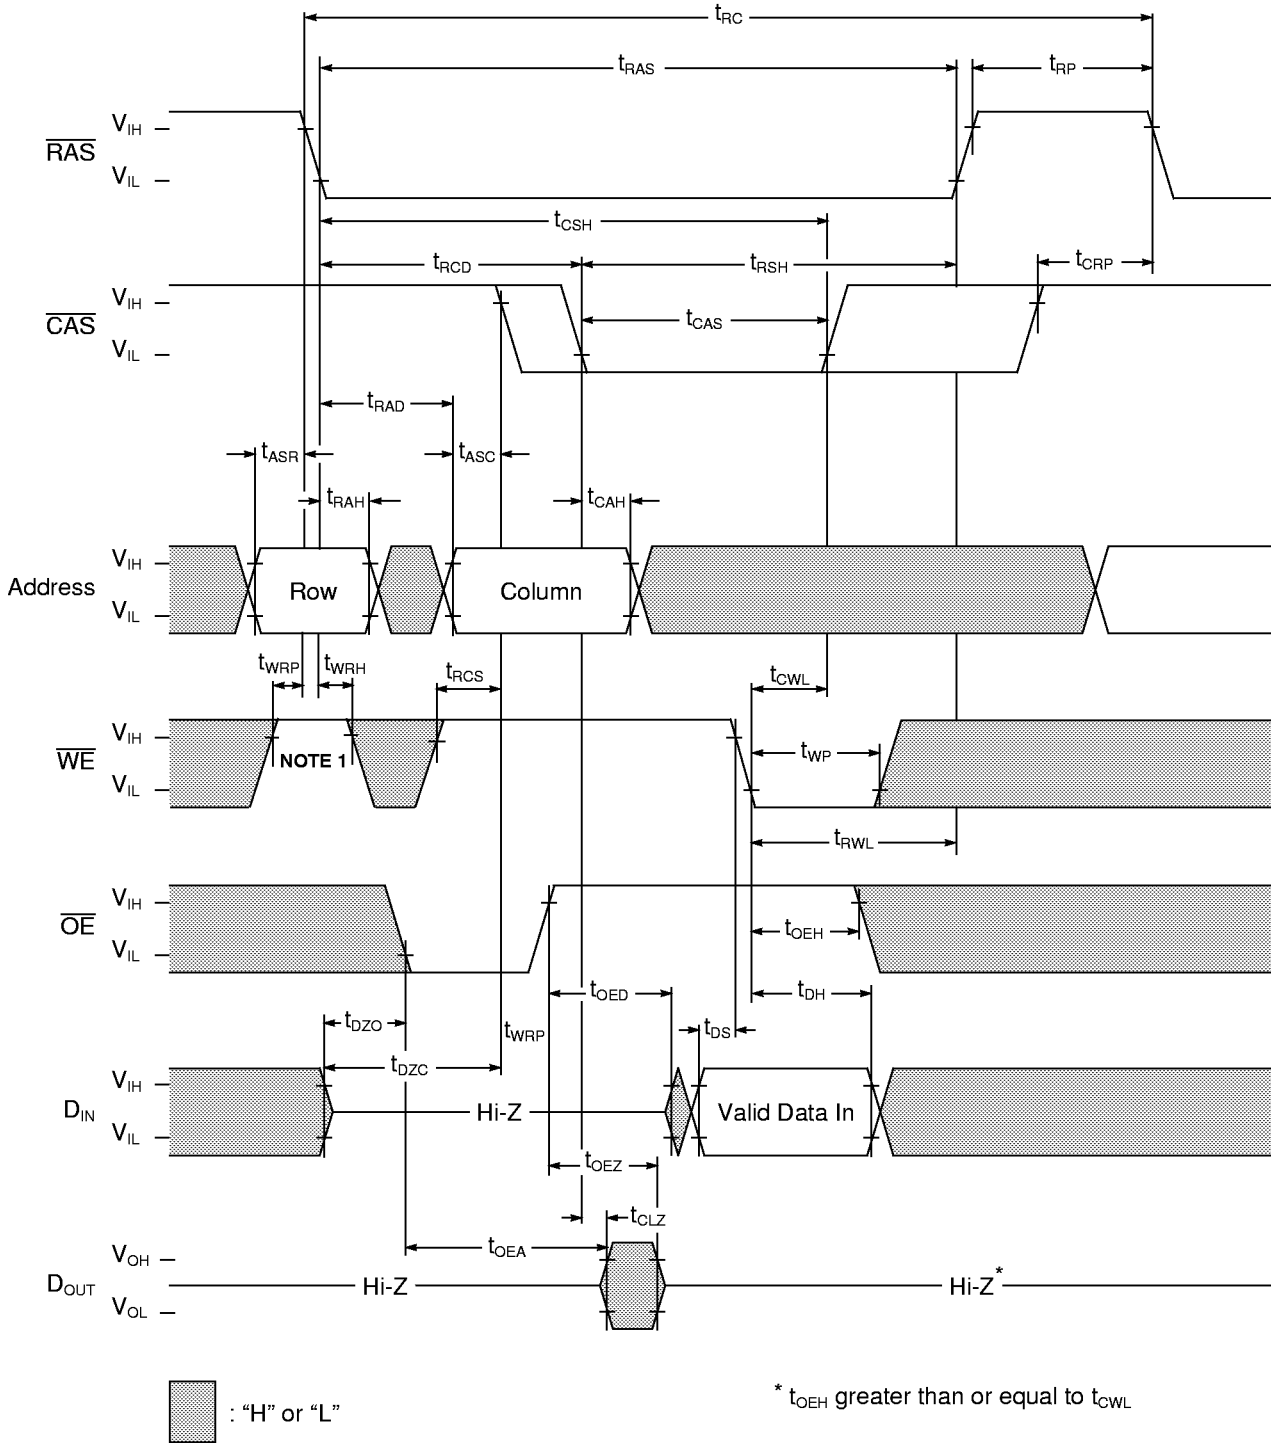 tRC
tRAS
tRP
VIH
RAS
VIL
tCSH
tRCD
tRSH
tCRP
VIH
CAS
tCAS
VIL
tRAD
tASR
tASC
tRAH
tCAH
VIH
Address
Row
Column
VIL
tWRP
tWRH
tRCS
tCWL
VIH
WE
NOTE 1
tWP
VIL
tRWL
VIH
OE
tOEH
VIL
tOED
tDH
tDZO
tWRP
tDS
tDZC
VIH
DIN
Hi-Z
Valid Data In
VIL
tOEZ
tCLZ
tOEA
VOH
DOUT
Hi-Z
Hi-Z*
VOL
: “H” or “L”
* tOEH greater than or equal to tCWL